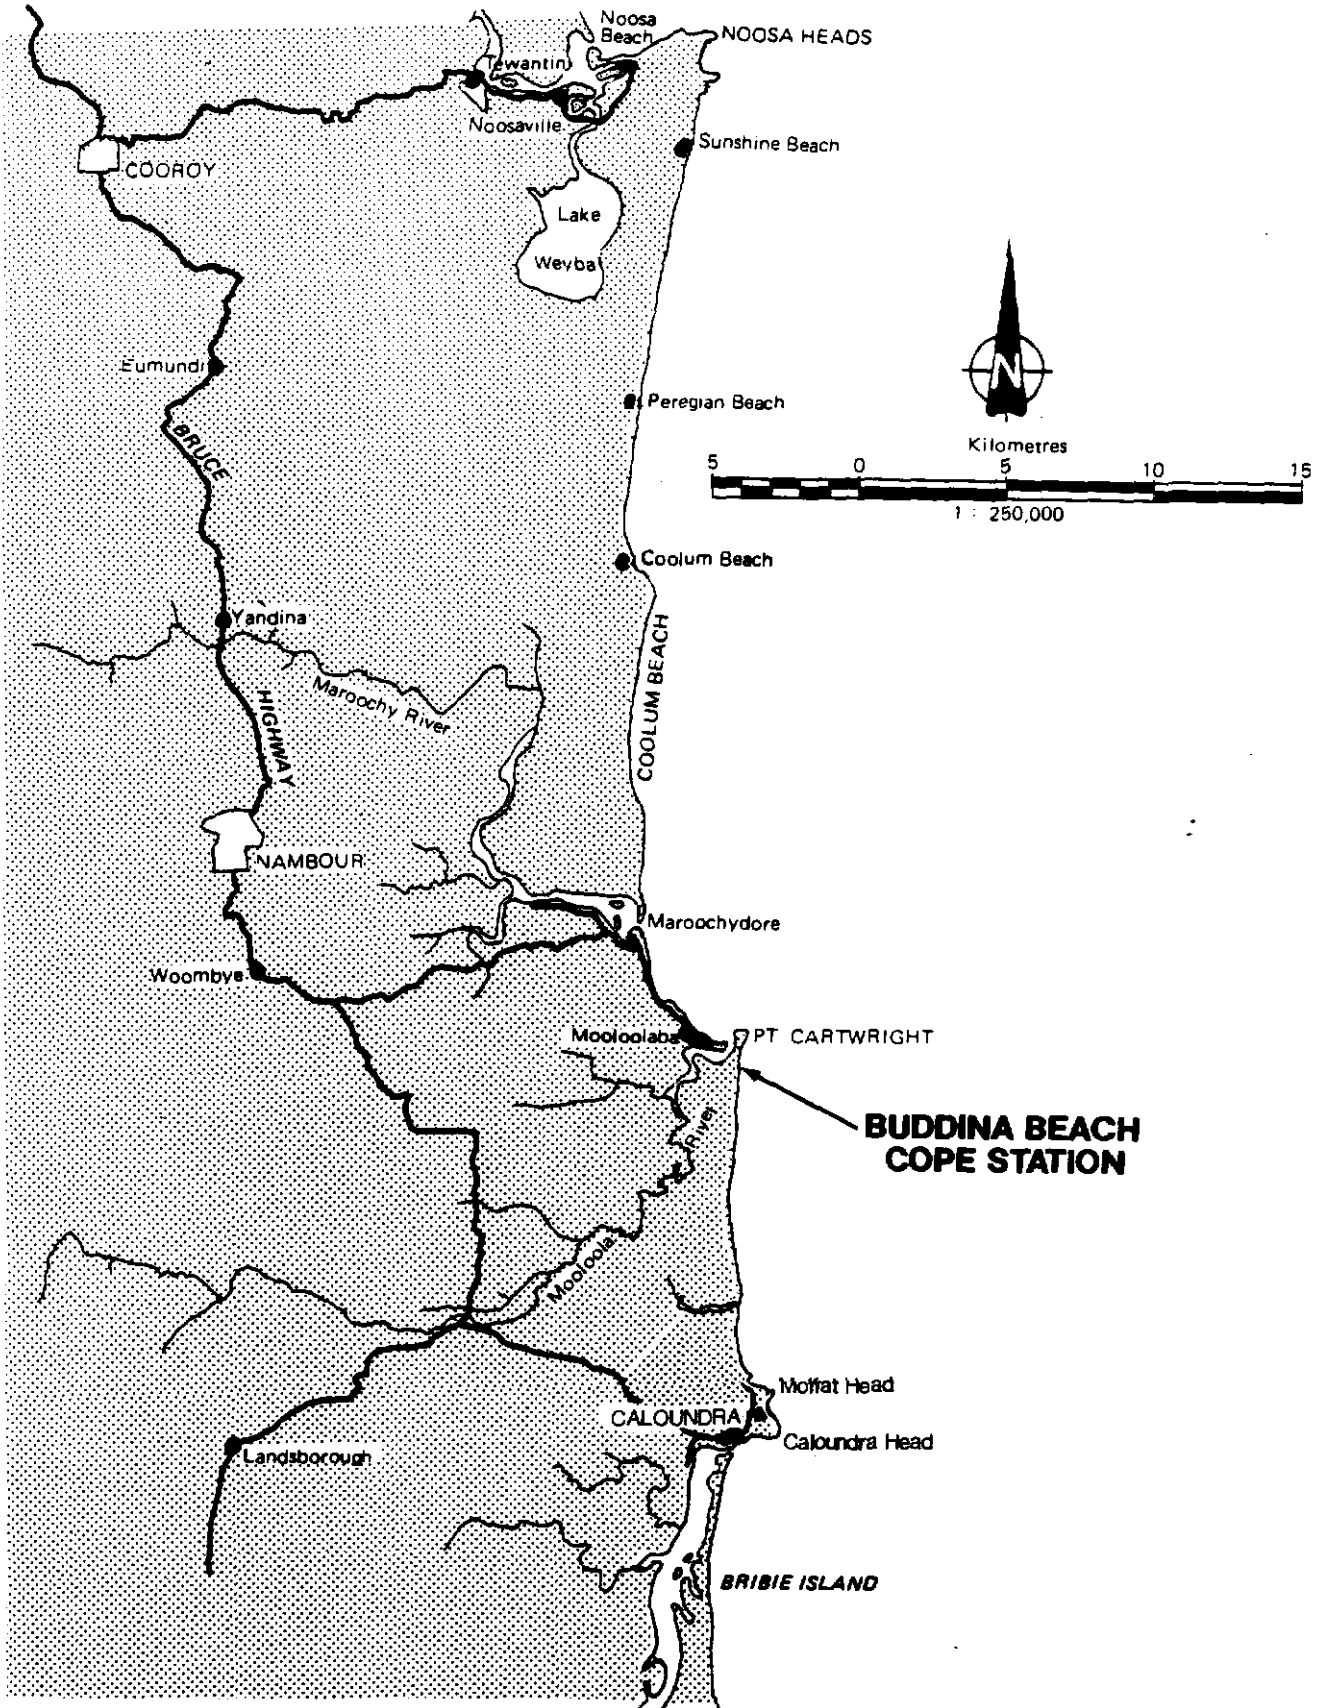 Noosa
Beach
NOOSA HEADS
Tewantin
Noosaville
Sunshine Beach
COOROY
Lake
Weyba
Eumundi
Peregian Beach
BRUCE
N
Kilometres
5 0 5 10 15
1 : 250,000
Coolum Beach
Yandina
COOLUM BEACH
Maroochy River
HIGHWAY
NAMBOUR
Maroochydore
Woombye
Mooloolaba
PT CARTWRIGHT
River
BUDDINA BEACH
COPE STATION
Mooloola
Moffat Head
CALOUNDRA
Caloundra Head
Landsborough
BRIBIE ISLAND